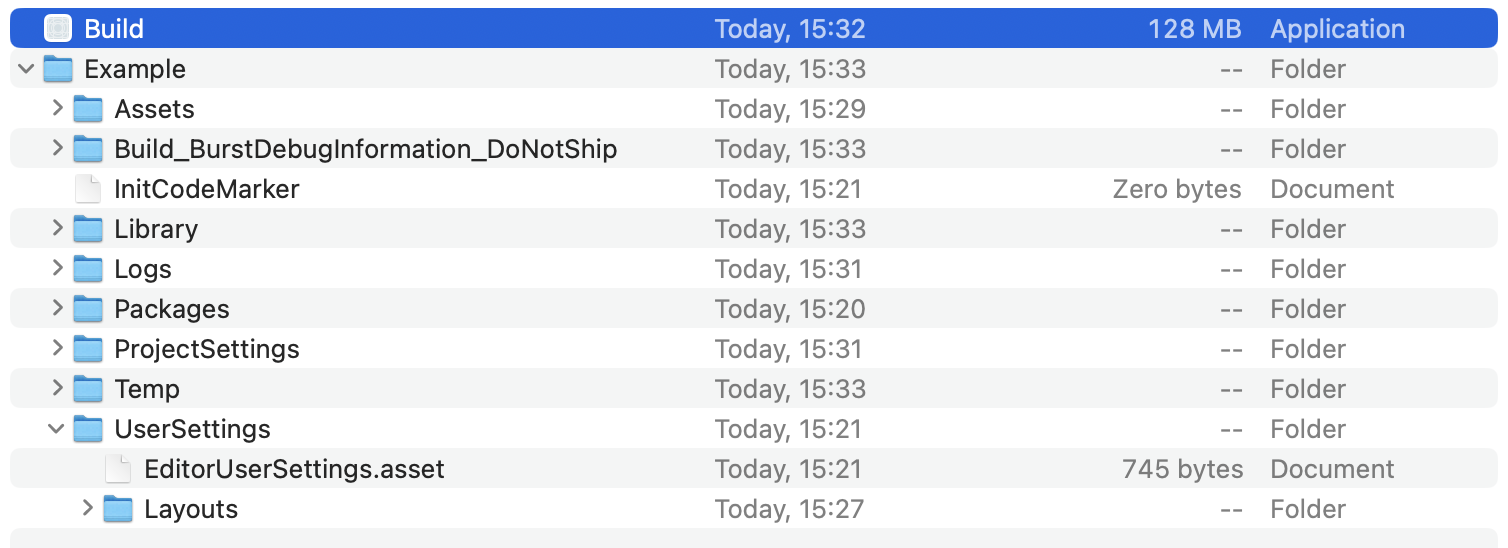 Build Today, 15:32 128 MB Application
Example Today, 15:33 -- Folder
Assets Today, 15:29 -- Folder
Build_BurstDebugInformation_DoNotShip Today, 15:33 -- Folder
InitCodeMarker Today, 15:21 Zero bytes Document
Library Today, 15:33 -- Folder
Logs Today, 15:31 -- Folder
Packages Today, 15:20 -- Folder
ProjectSettings Today, 15:31 -- Folder
Temp Today, 15:33 -- Folder
UserSettings Today, 15:21 -- Folder
EditorUserSettings.asset Today, 15:21 745 bytes Document
Layouts Today, 15:27 -- Folder